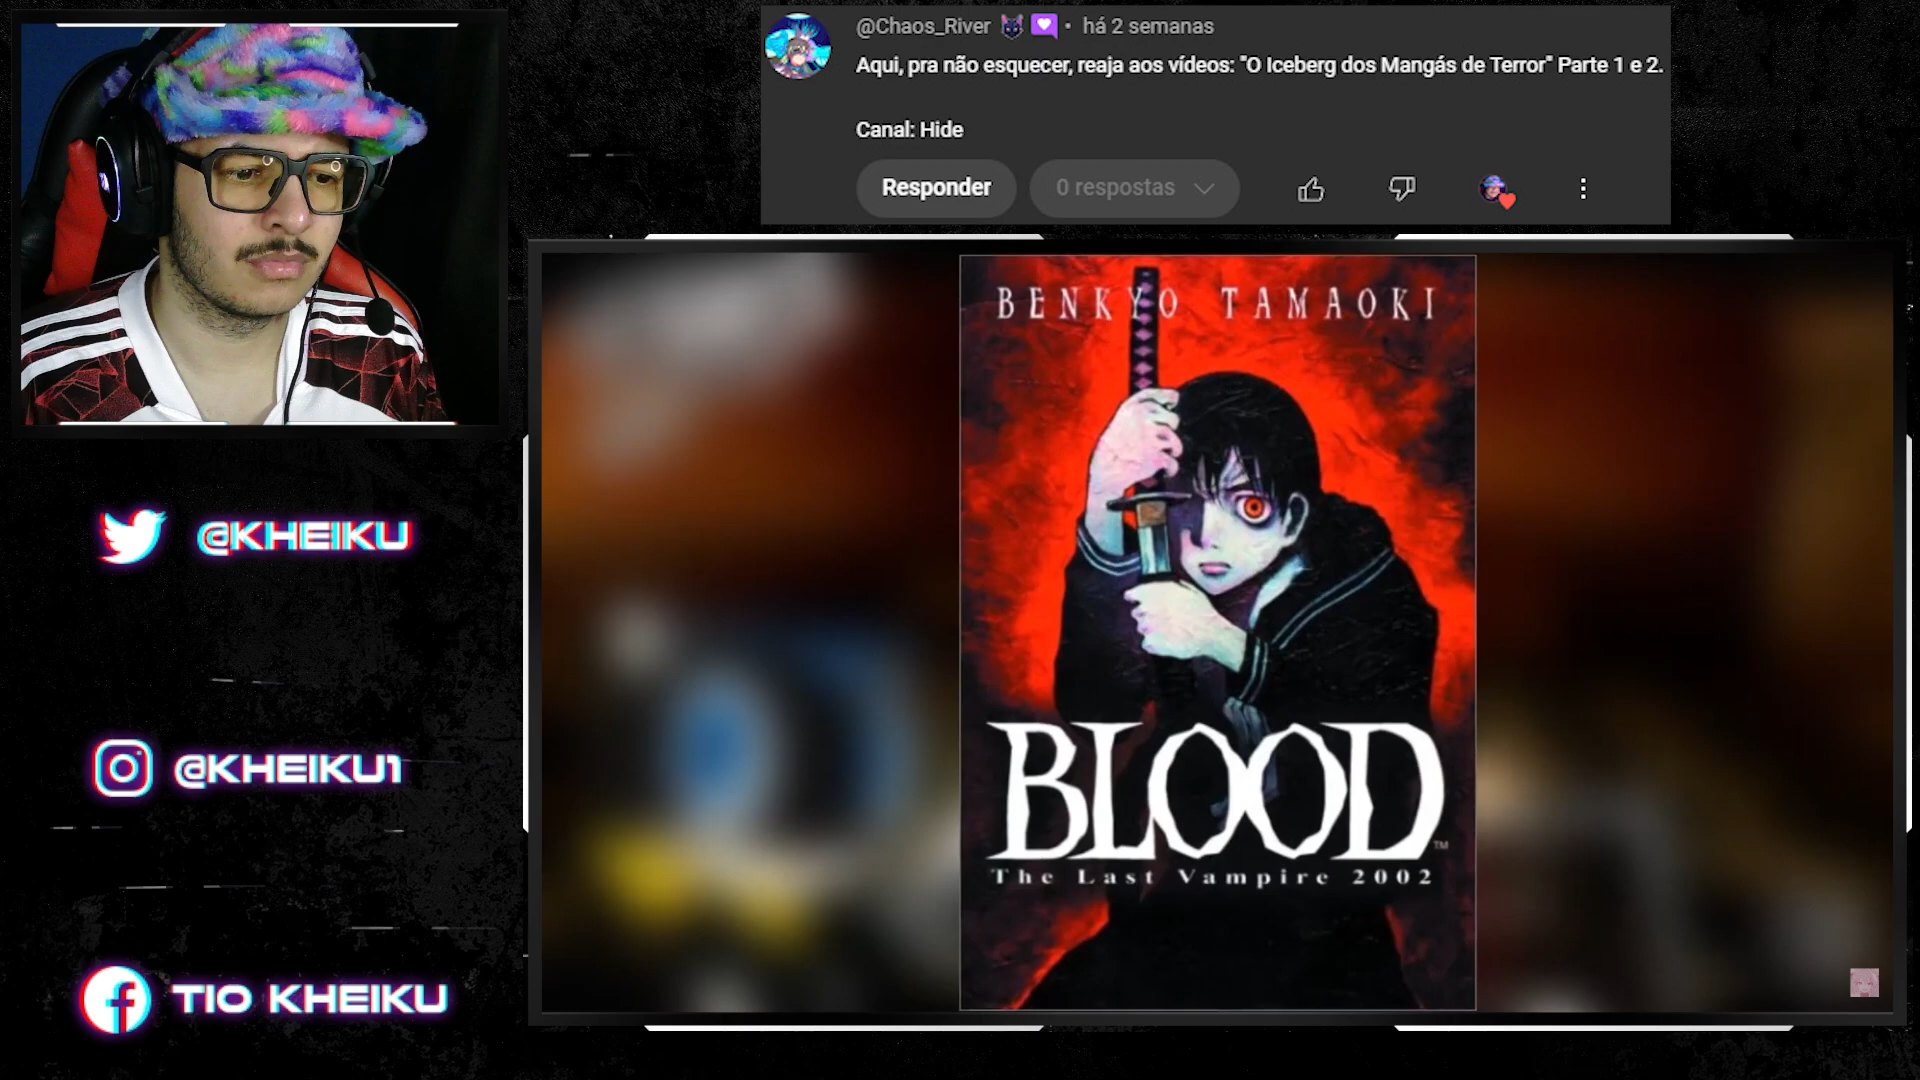 @Chaos_River • há 2 semanas
Aqui, pra não esquecer, reaja aos vídeos: "O Iceberg dos Mangás de Terror" Parte 1 e 2.
Canal: Hide
Responder 0 respostas
BENKYO TAMAOKI
BLOOD™
The Last Vampire 2002
@KHEIKU
@KHEIKU1
TIO KHEIKU